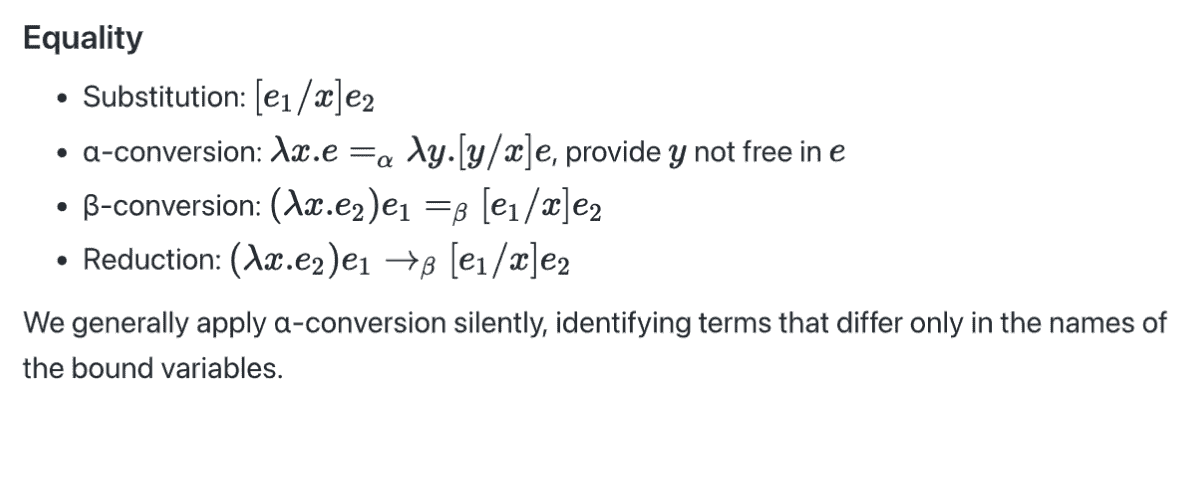 Equality
• Substitution: [e₁/x]e₂
• α-conversion: λx.e =α λy.[y/x]e, provide y not free in e
• β-conversion: (λx.e₂)e₁ =β [e₁/x]e₂
• Reduction: (λx.e₂)e₁ →β [e₁/x]e₂
We generally apply α-conversion silently, identifying terms that differ only in the names of
the bound variables.